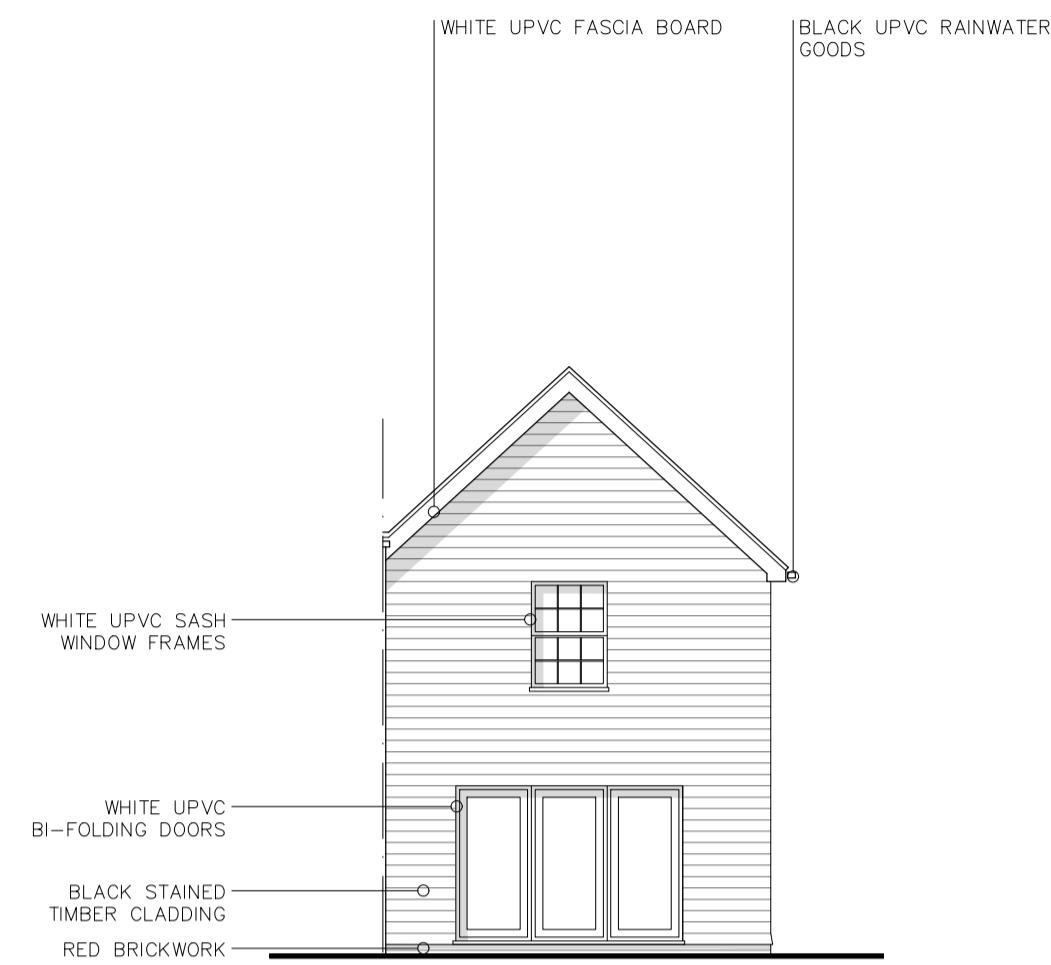 WHITE UPVC FASCIA BOARD
BLACK UPVC RAINWATER
GOODS
WHITE UPVC SASH
WINDOW FRAMES
WHITE UPVC
BI-FOLDING DOORS
BLACK STAINED
TIMBER CLADDING
RED BRICKWORK